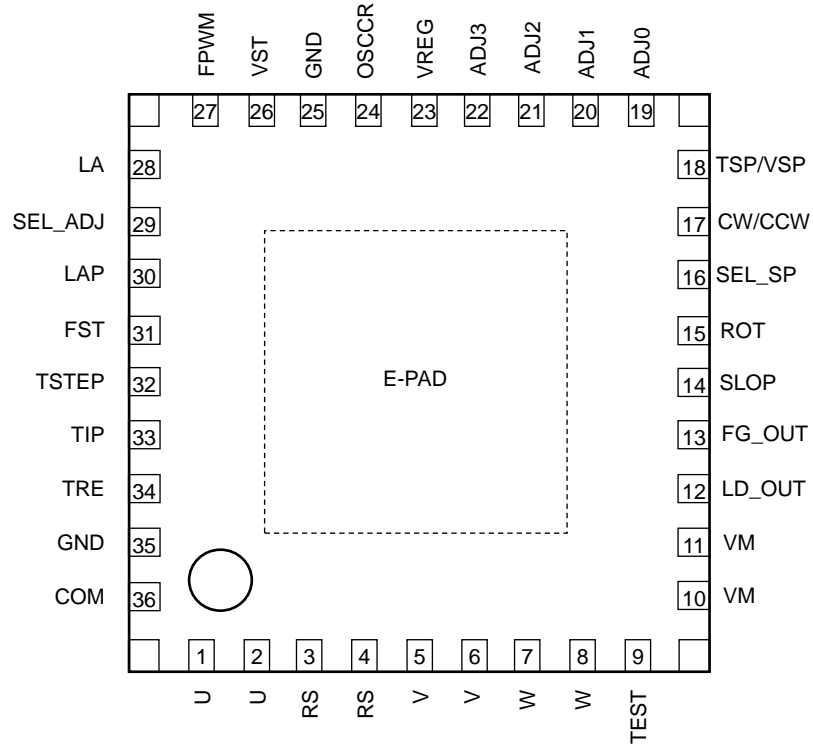 FPWM VST GND OSCCR VREG ADJ3 ADJ2 ADJ1 ADJ0
27 26 25 24 23 22 21 20 19
LA 28 18 TSP/VSP
SEL_ADJ 29 17 CW/CCW
LAP 30 16 SEL_SP
FST 31 15 ROT
TSTEP 32 E-PAD 14 SLOP
TIP 33 13 FG_OUT
TRE 34 12 LD_OUT
GND 35 11 VM
COM 36 10 VM
1 2 3 4 5 6 7 8 9
U U RS RS V V W W TEST